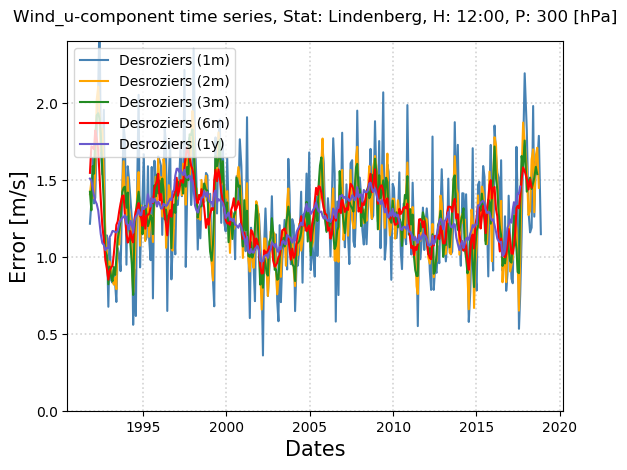 Wind_u-component time series, Stat: Lindenberg, H: 12:00, P: 300 [hPa]
Desroziers (1m)
Desroziers (2m)
Desroziers (3m)
Desroziers (6m)
Desroziers (1y)
2.0
1.5
1.0
0.5
0.0
Error [m/s]
1995 2000 2005 2010 2015 2020
Dates